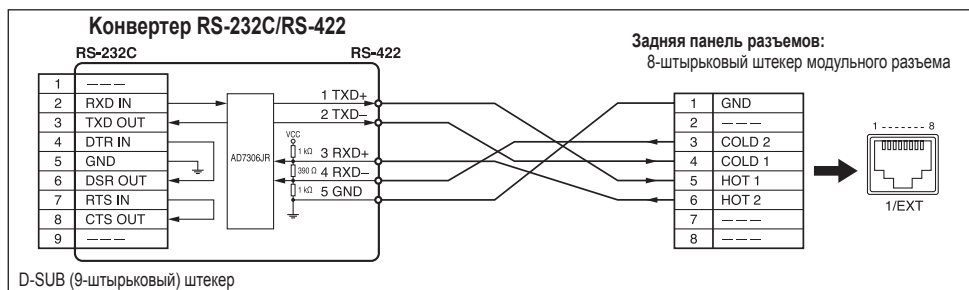 Конвертер RS-232C/RS-422
RS-232C
RS-422
Задняя панель разъемов:
8-штырьковый штекер модульного разъема
1 – – –
2 RXD IN
3 TXD OUT
4 DTR IN
5 GND
6 DSR OUT
7 RTS IN
8 CTS OUT
9 – – –
AD7306JR
VCC
1 kΩ
390 Ω
1 kΩ
1 TXD+
2 TXD–
3 RXD+
4 RXD–
5 GND
1 GND
2 – – –
3 COLD 2
4 COLD 1
5 HOT 1
6 HOT 2
7 – – –
8 – – –
1 - - - - - - 8
1/EXT
D-SUB (9-штырьковый) штекер